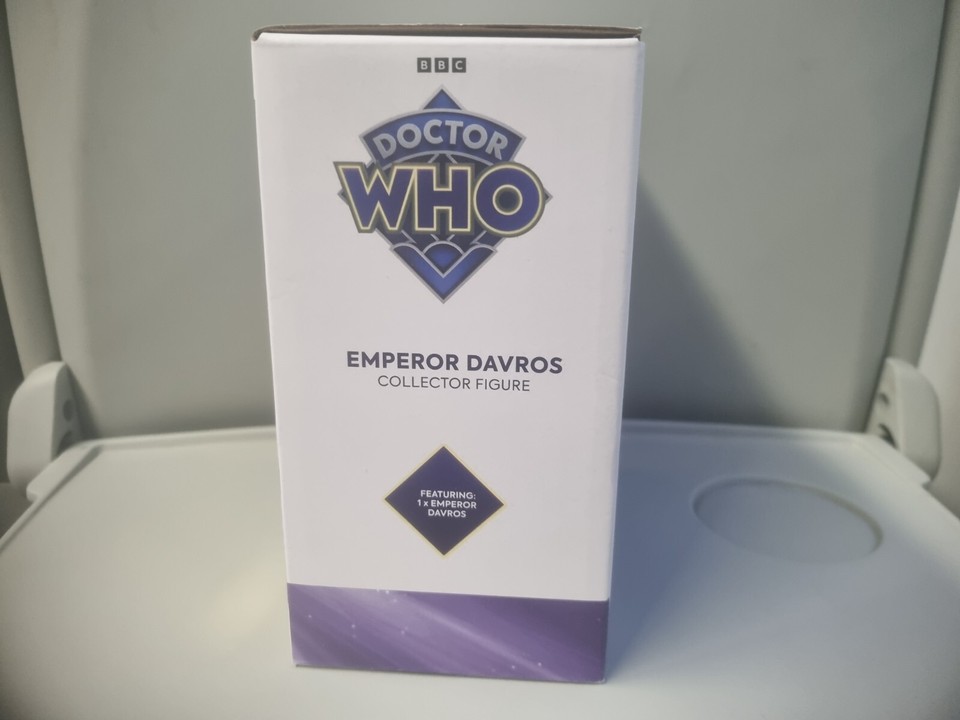 BBC
DOCTOR
WHO
EMPEROR DAVROS
COLLECTOR FIGURE
FEATURING:
1 x EMPEROR
DAVROS